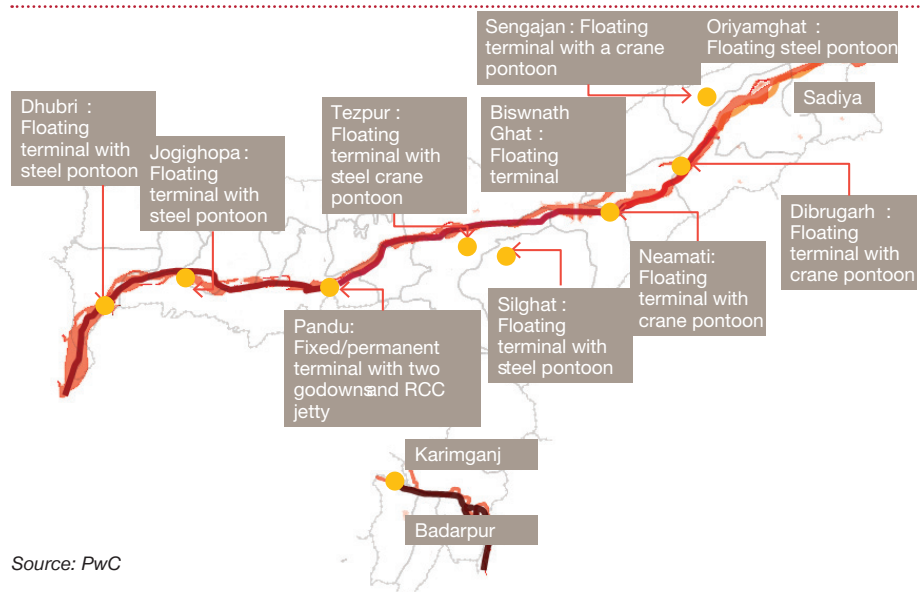 Sengajan : Floating
terminal with a crane
pontoon
Oriyamghat :
Floating steel pontoon
Sadiya
Dhubri :
Floating
terminal with
steel pontoon
Jogighopa :
Floating
terminal with
steel pontoon
Tezpur :
Floating
terminal with
steel crane
pontoon
Biswnath
Ghat :
Floating
terminal
Dibrugarh :
Floating
terminal with
crane pontoon
Neamati:
Floating
terminal with
crane pontoon
Silghat :
Floating
terminal with
steel pontoon
Pandu:
Fixed/permanent
terminal with two
godowns and RCC
jetty
Karimganj
Badarpur
Source: PwC